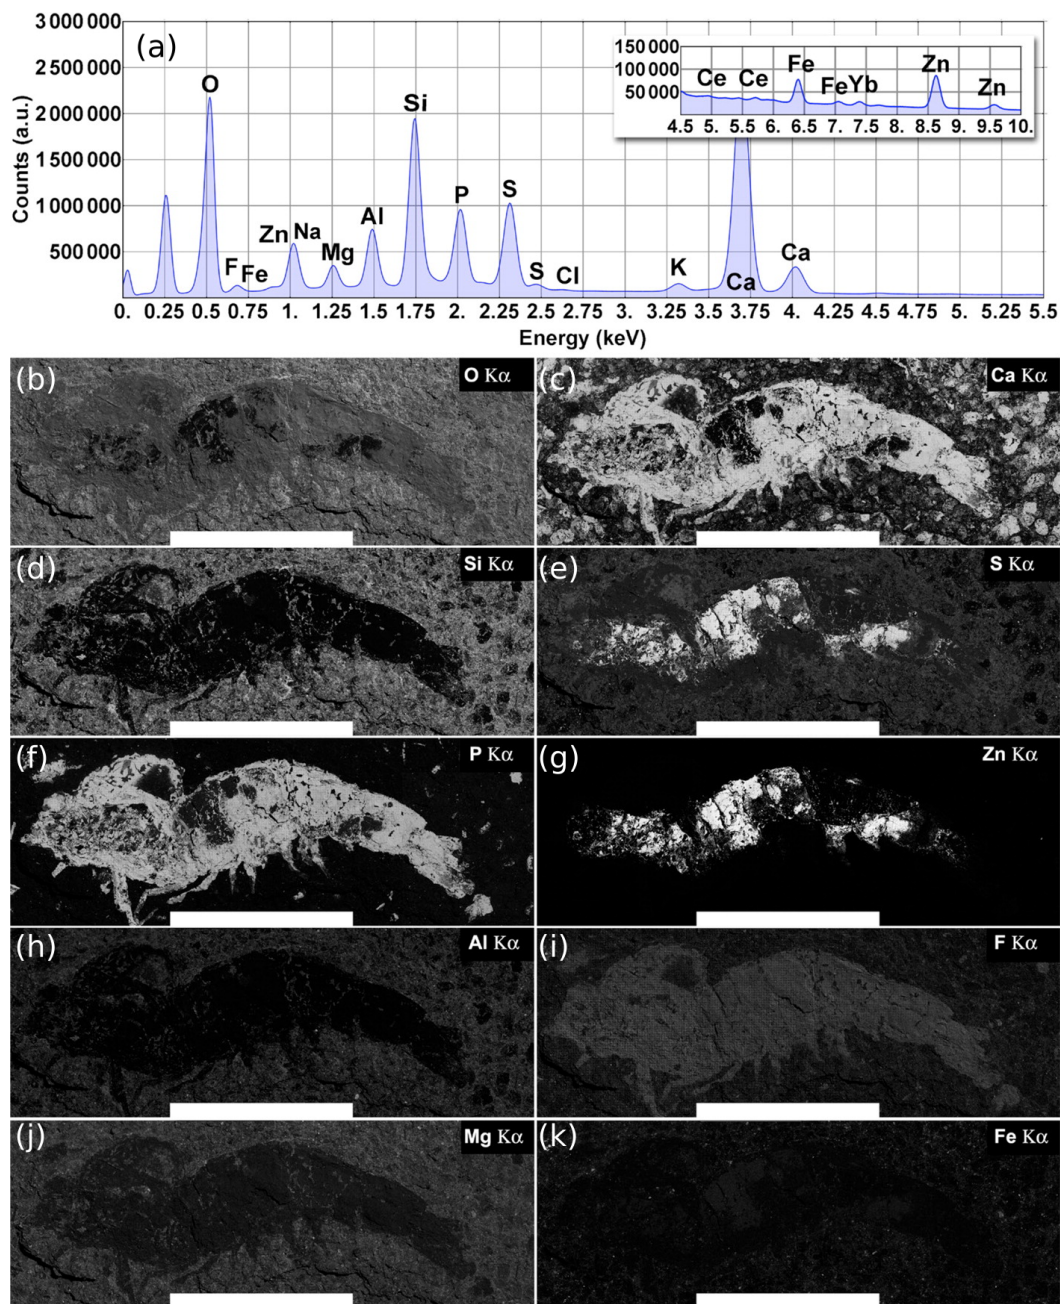 (a)
3 000 000
2 500 000
2 000 000
1 500 000
1 000 000
500 000
Counts (a.u.)
O
F Fe
Zn Na
Mg
Al
Si
P
S
S
Cl
K
Ca
Ca
0. 0.25 0.5 0.75 1. 1.25 1.5 1.75 2. 2.25 2.5 2.75 3. 3.25 3.5 3.75 4. 4.25 4.5 4.75 5. 5.25 5.5
Energy (keV)
150 000
100 000
50 000
Ce Ce Fe Fe Yb Zn Zn
4.5 5. 5.5 6. 6.5 7. 7.5 8. 8.5 9. 9.5 10.
(b) O Kα
(c) Ca Kα
(d) Si Kα
(e) S Kα
(f) P Kα
(g) Zn Kα
(h) Al Kα
(i) F Kα
(j) Mg Kα
(k) Fe Kα